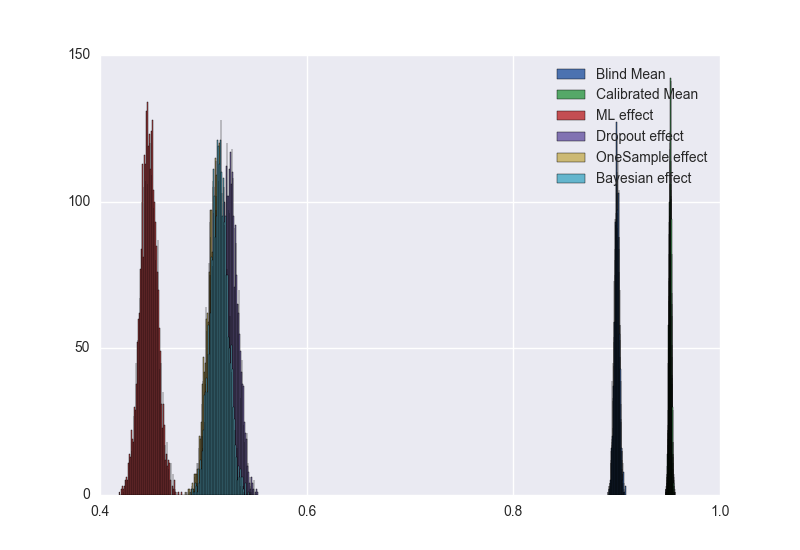 150
100
50
0
0.4
0.6
0.8
1.0
Blind Mean
Calibrated Mean
ML effect
Dropout effect
OneSample effect
Bayesian effect